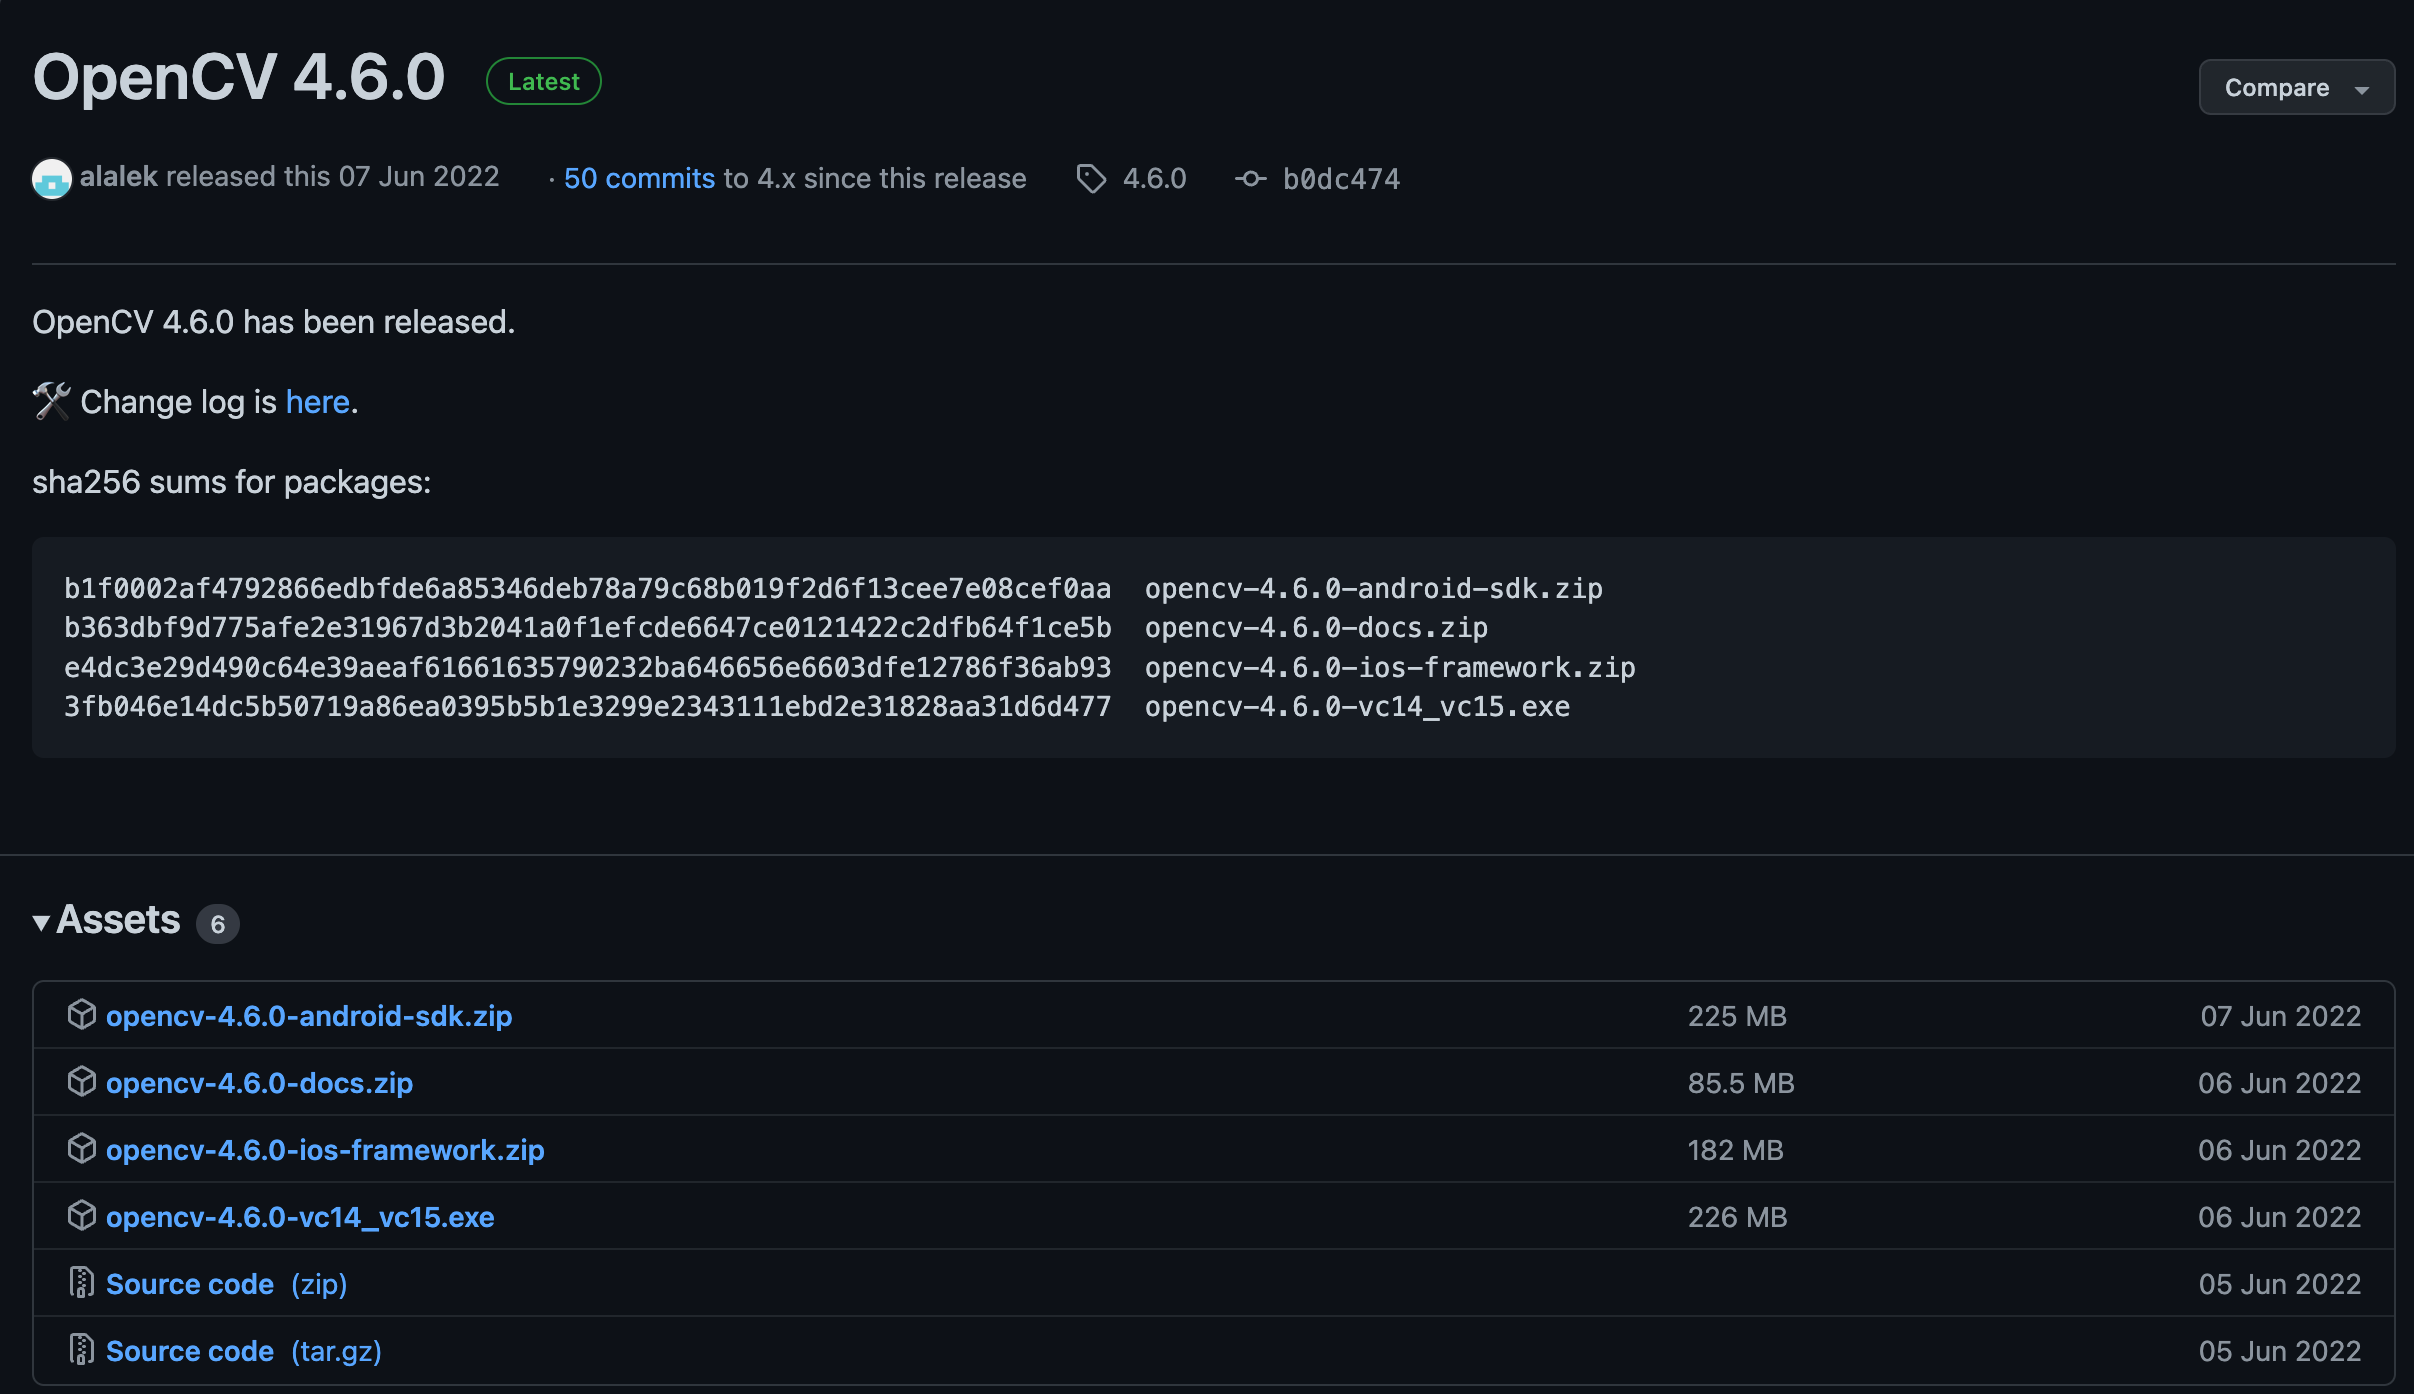 OpenCV 4.6.0 Latest
Compare
alalek released this 07 Jun 2022 · 50 commits to 4.x since this release 4.6.0 b0dc474
OpenCV 4.6.0 has been released.
🛠 Change log is here.
sha256 sums for packages:
b1f0002af4792866edbfde6a85346deb78a79c68b019f2d6f13cee7e08cef0aa opencv-4.6.0-android-sdk.zip
b363dbf9d775afe2e31967d3b2041a0f1efcde6647ce0121422c2dfb64f1ce5b opencv-4.6.0-docs.zip
e4dc3e29d490c64e39aeaf61661635790232ba646656e6603dfe12786f36ab93 opencv-4.6.0-ios-framework.zip
3fb046e14dc5b50719a86ea0395b5b1e3299e2343111ebd2e31828aa31d6d477 opencv-4.6.0-vc14_vc15.exe
Assets 6
opencv-4.6.0-android-sdk.zip 225 MB 07 Jun 2022
opencv-4.6.0-docs.zip 85.5 MB 06 Jun 2022
opencv-4.6.0-ios-framework.zip 182 MB 06 Jun 2022
opencv-4.6.0-vc14_vc15.exe 226 MB 06 Jun 2022
Source code (zip) 05 Jun 2022
Source code (tar.gz) 05 Jun 2022